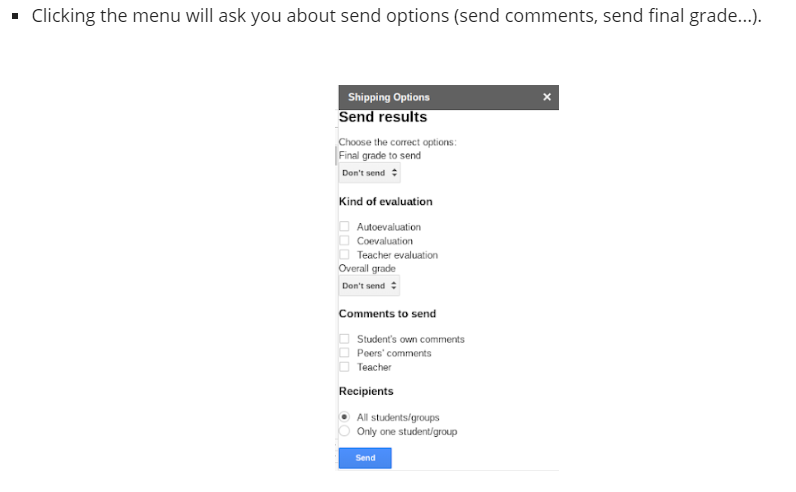 Clicking the menu will ask you about send options (send comments, send final grade...).
Shipping Options
Send results
Choose the correct options:
Final grade to send
Don't send
Kind of evaluation
Autoevaluation
Coevaluation
Teacher evaluation
Overall grade
Don't send
Comments to send
Student's own comments
Peers' comments
Teacher
Recipients
All students/groups
Only one student/group
Send